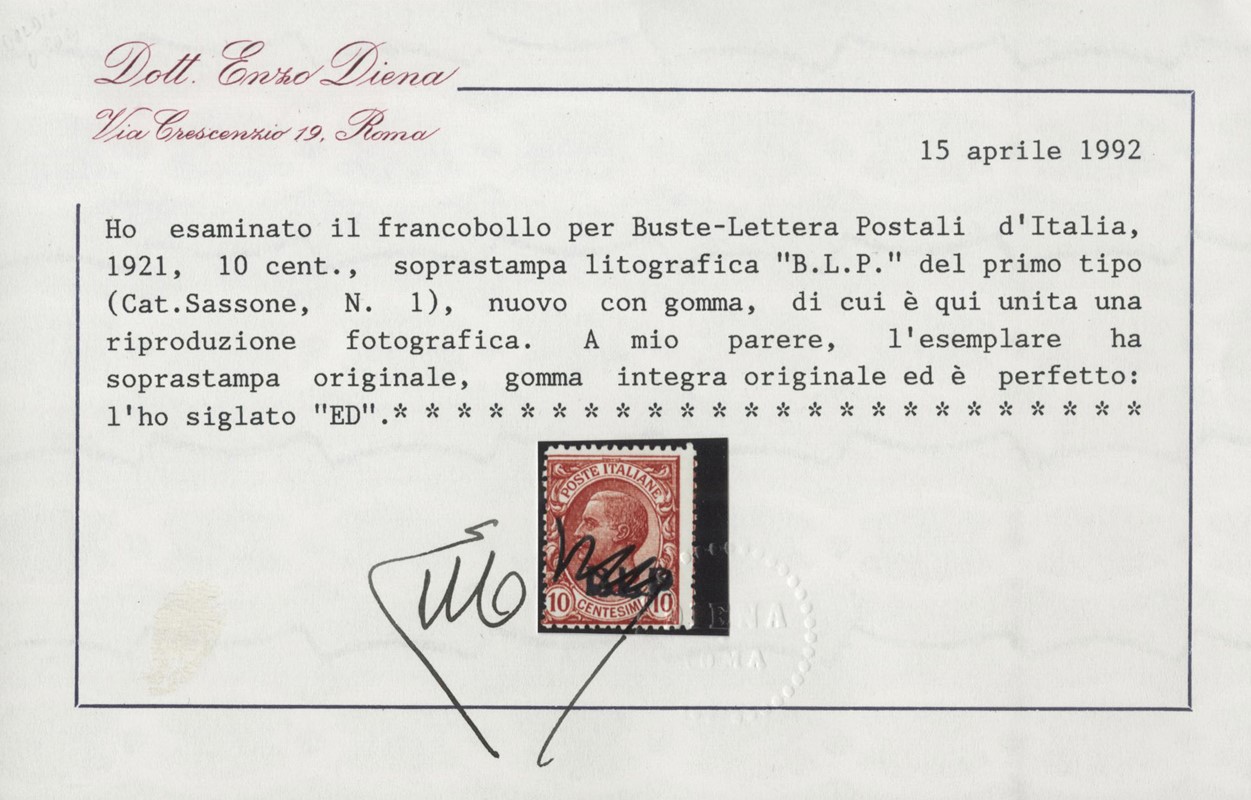 Dott. Enzo Diena
Via Crescenzio 19, Roma
15 aprile 1992
Ho esaminato il francobollo per Buste-Lettera Postali d'Italia,
1921, 10 cent., soprastampa litografica "B.L.P." del primo tipo
(Cat.Sassone, N. 1), nuovo con gomma, di cui è qui unita una
riproduzione fotografica. A mio parere, l'esemplare ha
soprastampa originale, gomma integra originale ed è perfetto:
l'ho siglato "ED".* * * * * * * * * * * * * * * * * * * * * * * *
POSTE ITALIANE
10 CENTESIMI 10